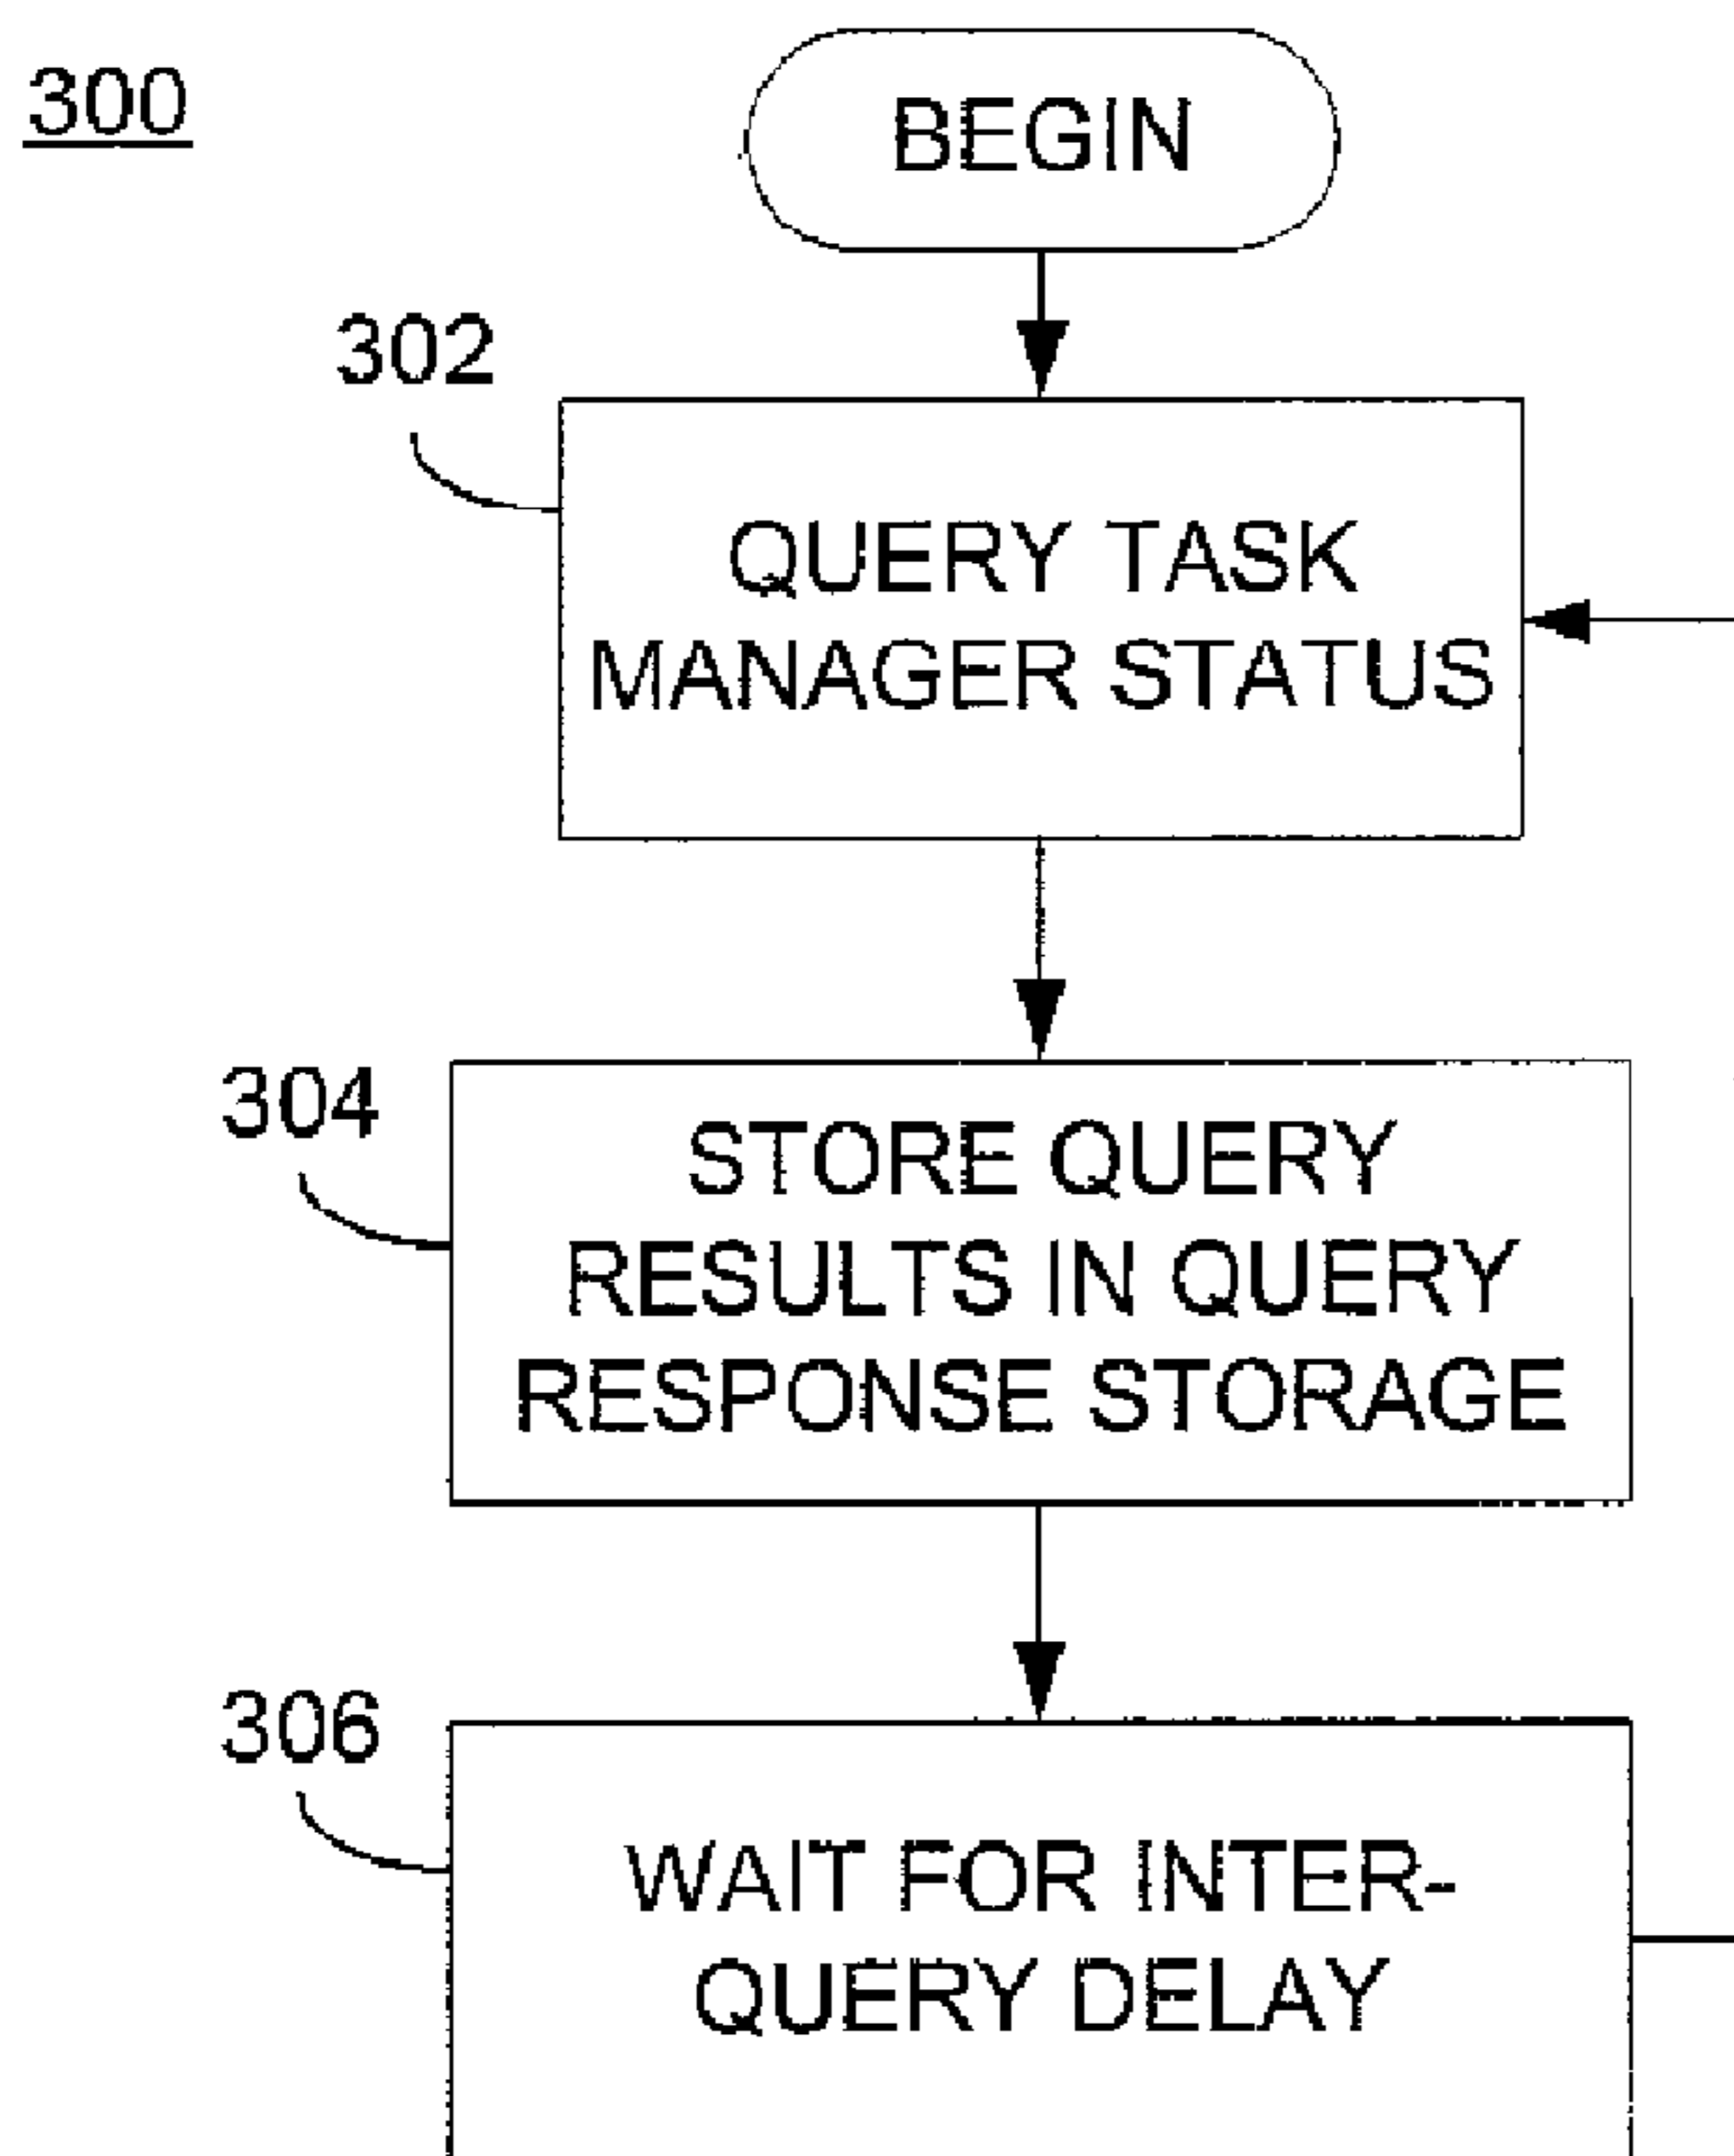 300
BEGIN
302
QUERY TASK
MANAGER STATUS
304
STORE QUERY
RESULTS IN QUERY
RESPONSE STORAGE
306
WAIT FOR INTER-
QUERY DELAY